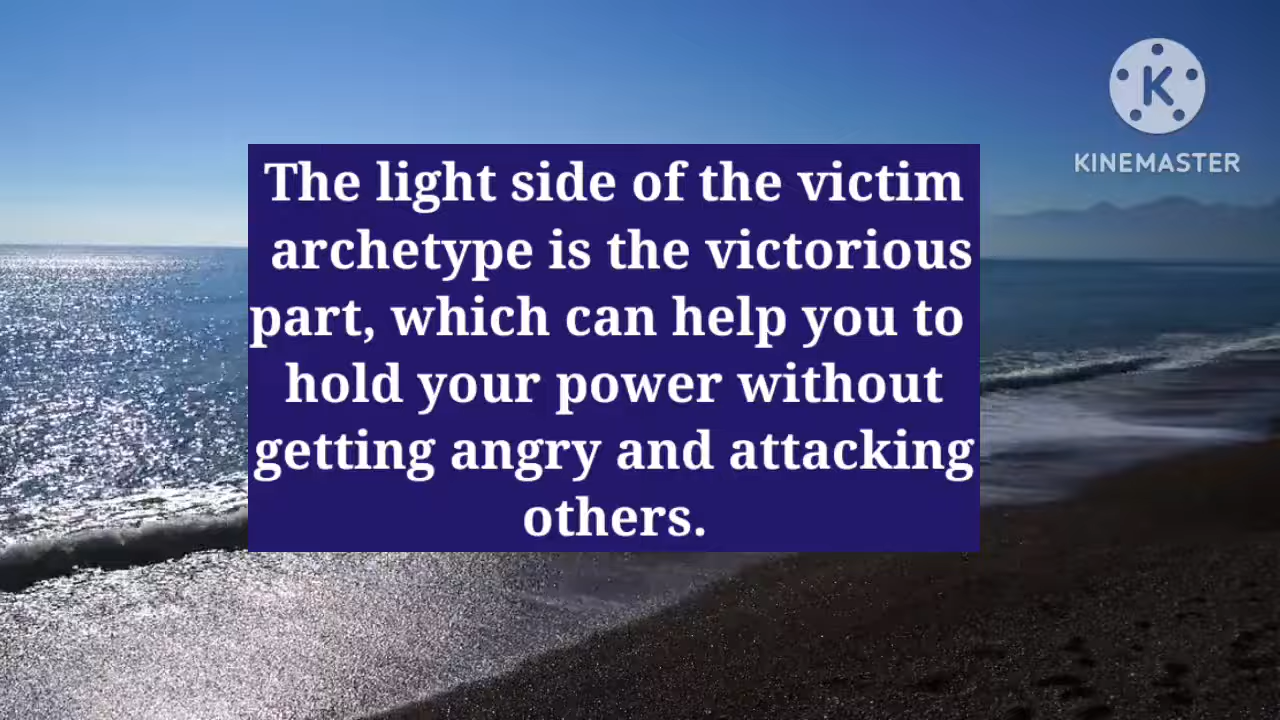 The light side of the victim
archetype is the victorious
part, which can help you to
hold your power without
getting angry and attacking
others.
K
KINEMASTER